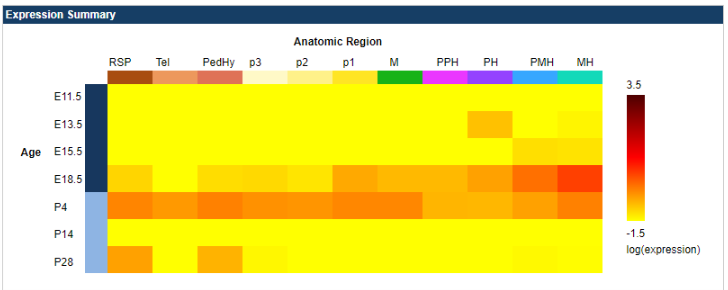 Expression Summary
Anatomic Region
RSP Tel PedHy p3 p2 p1 M PPH PH PMH MH
3.5
E11.5
E13.5
Age E15.5
E18.5
P4
P14
-1.5
log(expression)
P28